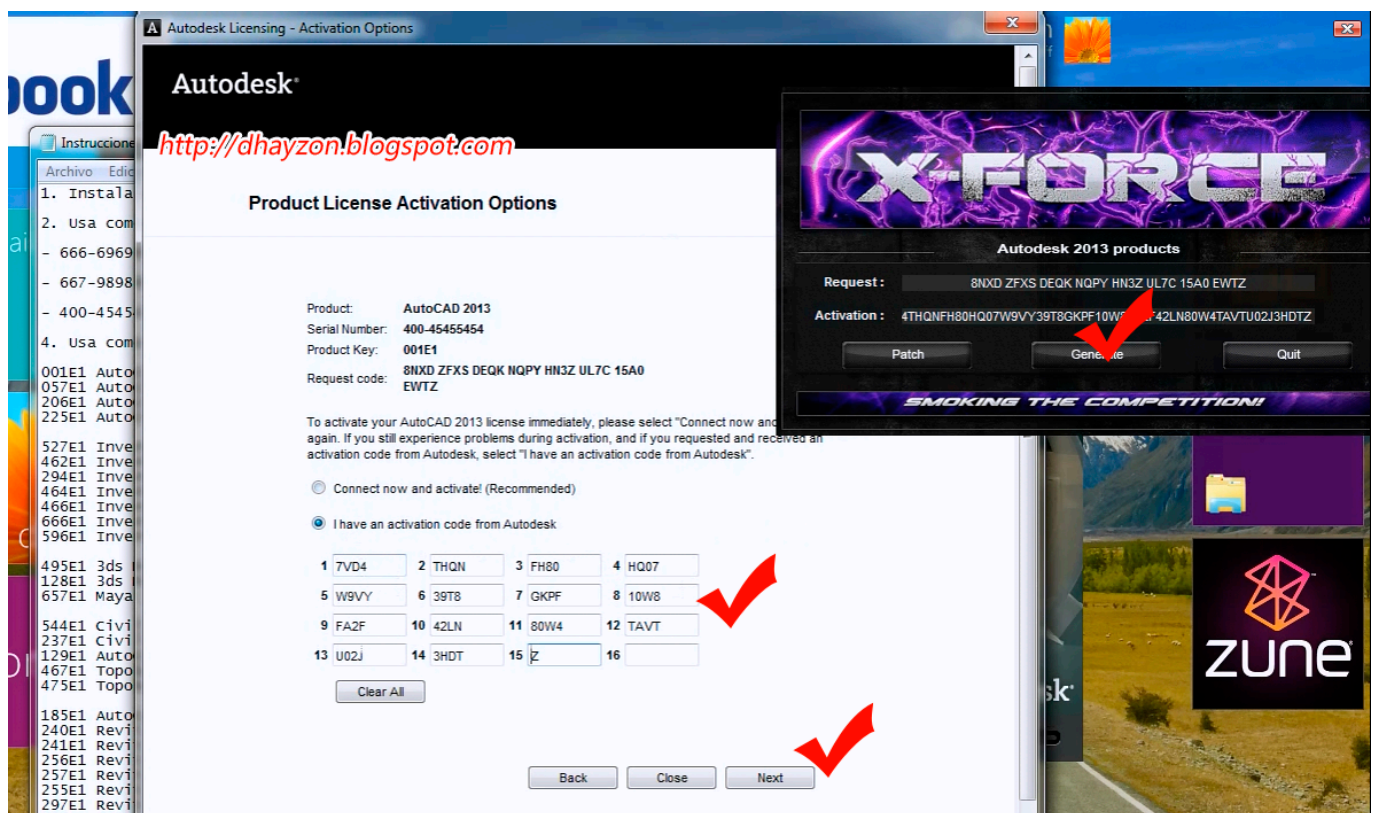 Autodesk Licensing - Activation Options
ook
Autodesk
http://dhayzon.blogspot.com
Instruccione
Archivo Edic
1. Instala
2. Usa com
- 666-6969
- 667-9898
- 400-4545
4. Usa com
001E1 Auto
057E1 Auto
206E1 Auto
225E1 Auto
527E1 Inve
462E1 Inve
294E1 Inve
464E1 Inve
466E1 Inve
666E1 Inve
596E1 Inve
495E1 3ds
128E1 3ds
657E1 Maya
544E1 Civi
237E1 Civi
129E1 Auto
467E1 Topo
475E1 Topo
185E1 Auto
240E1 Revi
241E1 Revi
256E1 Revi
257E1 Revi
255E1 Revi
297E1 Revi
Product License Activation Options
Product: AutoCAD 2013
Serial Number: 400-45455454
Product Key: 001E1
Request code: 8NXD ZFXS DEQK NQPY HN3Z UL7C 15A0
EWTZ
To activate your AutoCAD 2013 license immediately, please select "Connect now and
again. If you still experience problems during activation, and if you requested and received an
activation code from Autodesk, select "I have an activation code from Autodesk".
Connect now and activate! (Recommended)
I have an activation code from Autodesk
1 7VD4 2 THQN 3 FH80 4 HQ07
5 W9VY 6 39T8 7 GKPF 8 10W8
9 FA2F 10 42LN 11 80W4 12 TAVT
13 U02J 14 3HDT 15 Z 16
Clear All
Back Close Next
X-FORCE
Autodesk 2013 products
Request : 8NXD ZFXS DEQK NQPY HN3Z UL7C 15A0 EWTZ
Activation : 4THQNFH80HQ07W9VY39T8GKPF10W F42LN80W4TAVTU02J3HDTZ
Patch Generate Quit
SMOKING THE COMPETITION!
zune
sk